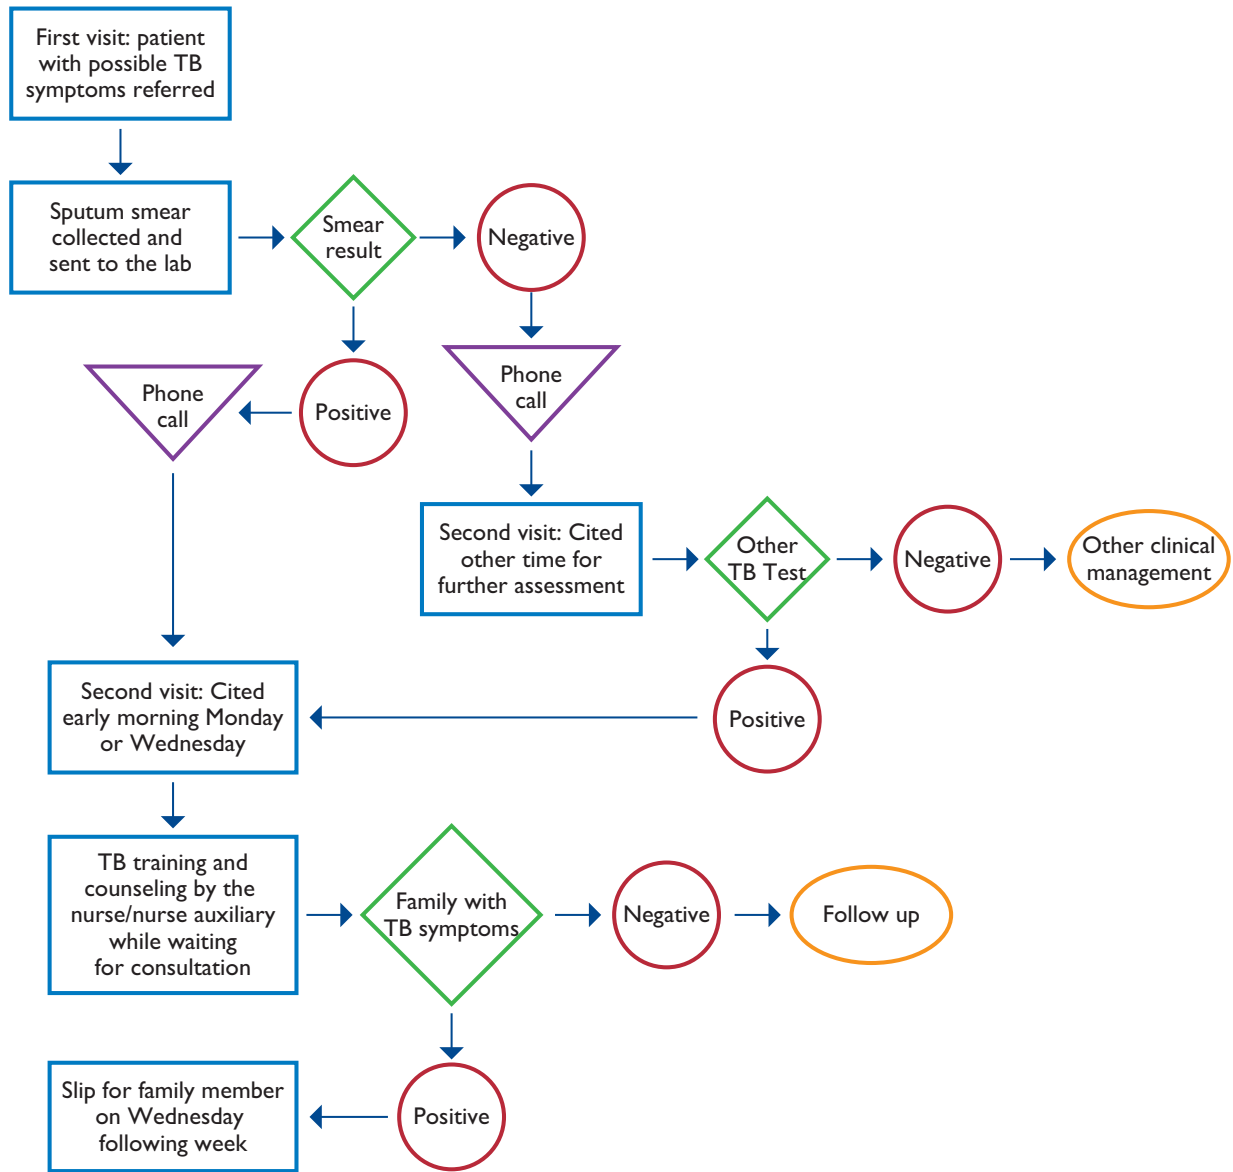 First visit: patient
with possible TB
symptoms referred
Sputum smear
collected and
sent to the lab
Smear
result
Negative
Phone
call
Positive
Phone
call
Second visit: Cited
other time for
further assessment
Other
TB Test
Negative
Other clinical
management
Second visit: Cited
early morning Monday
or Wednesday
Positive
TB training and
counseling by the
nurse/nurse auxiliary
while waiting
for consultation
Family with
TB symptoms
Negative
Follow up
Slip for family member
on Wednesday
following week
Positive